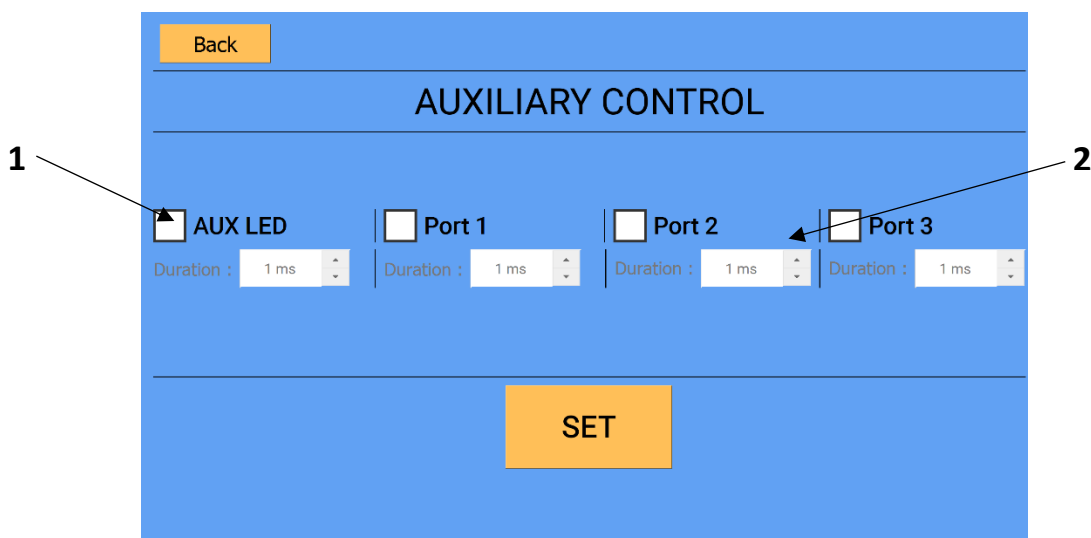 Back
AUXILIARY CONTROL
1
2
AUX LED Port 1 Port 2 Port 3
Duration : 1 ms Duration : 1 ms Duration : 1 ms Duration : 1 ms
SET